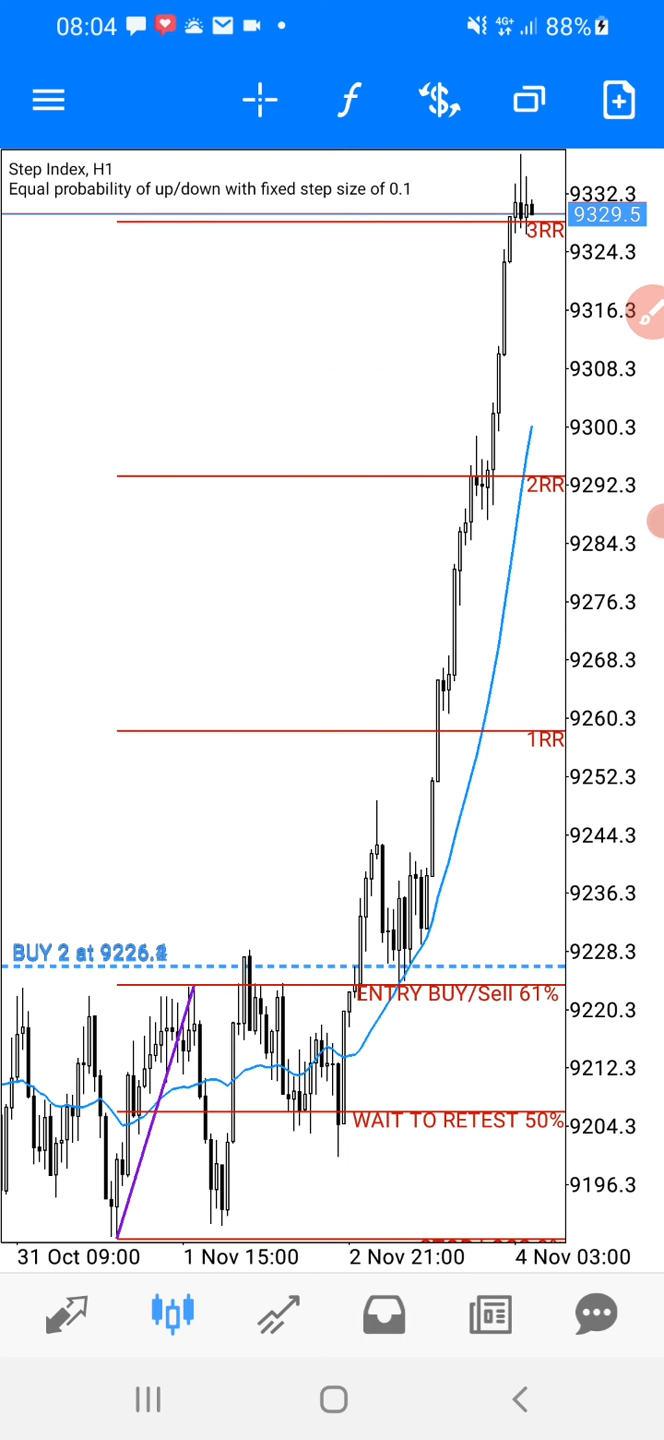 08:04
4G+
88%
f
$
Step Index, H1
Equal probability of up/down with fixed step size of 0.1
9332.3
9329.5
3RR
9324.3
9316.3
9308.3
9300.3
2RR
9292.3
9284.3
9276.3
9268.3
9260.3
1RR
9252.3
9244.3
9236.3
BUY 2 at
9228.3
ENTRY BUY/Sell 61%
9220.3
9212.3
WAIT TO RETEST 50%
9204.3
9196.3
31 Oct 09:00 1 Nov 15:00 2 Nov 21:00 4 Nov 03:00